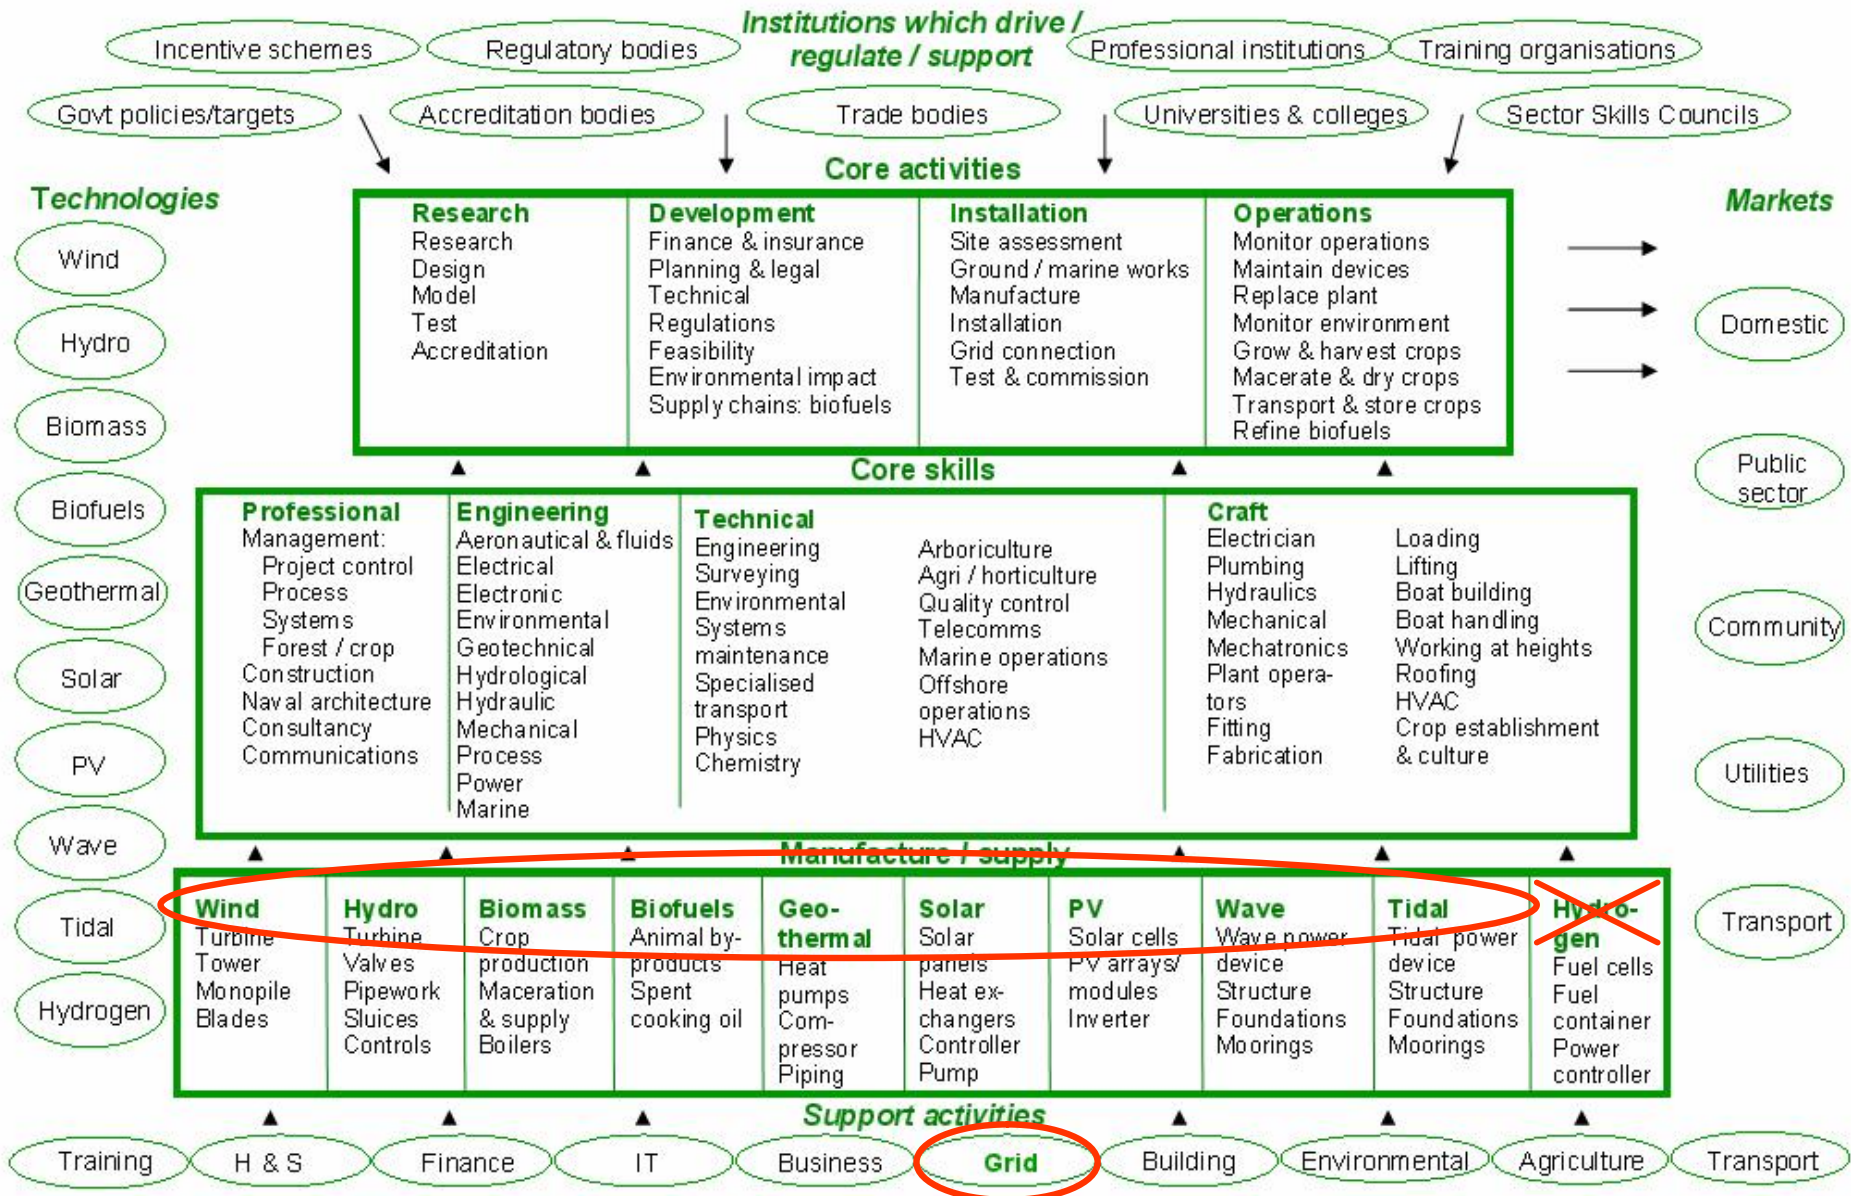 Institutions which drive /
regulate / support
Incentive schemes
Regulatory bodies
Professional institutions
Training organisations
Govt policies/targets
Accreditation bodies
Trade bodies
Universities & colleges
Sector Skills Councils
Technologies
Wind
Hydro
Biomass
Biofuels
Geothermal
Solar
PV
Wave
Tidal
Hydrogen
Core activities
Research
Research
Design
Model
Test
Accreditation
Development
Finance & insurance
Planning & legal
Technical
Regulations
Feasibility
Environmental impact
Supply chains: biofuels
Installation
Site assessment
Ground / marine works
Manufacture
Installation
Grid connection
Test & commission
Operations
Monitor operations
Maintain devices
Replace plant
Monitor environment
Grow & harvest crops
Macerate & dry crops
Transport & store crops
Refine biofuels
Core skills
Professional
Management:
Project control
Process
Systems
Forest / crop
Construction
Naval architecture
Consultancy
Communications
Engineering
Aeronautical & fluids
Electrical
Electronic
Environmental
Geotechnical
Hydrological
Hydraulic
Mechanical
Process
Power
Marine
Technical
Engineering
Surveying
Environmental
Systems
maintenance
Specialised
transport
Physics
Chemistry
Arboriculture
Agri / horticulture
Quality control
Telecomms
Marine operations
Offshore
operations
HVAC
Craft
Electrician
Plumbing
Hydraulics
Mechanical
Mechatronics
Plant opera-
tors
Fitting
Fabrication
Loading
Lifting
Boat building
Boat handling
Working at heights
Roofing
HVAC
Crop establishment
& culture
Manufacture / supply
Wind
Turbine
Tower
Monopile
Blades
Hydro
Turbine
Valves
Pipework
Sluices
Controls
Biomass
Crop
production
Maceration
& supply
Boilers
Biofuels
Animal by-
products
Spent
cooking oil
Geo-
thermal
Heat
pumps
Com-
pressor
Piping
Solar
Solar
panels
Heat ex-
changers
Controller
Pump
PV
Solar cells
PV arrays/
modules
Inverter
Wave
Wave power
device
Structure
Foundations
Moorings
Tidal
Tidal power
device
Structure
Foundations
Moorings
Hydro-
gen
Fuel cells
Fuel
container
Power
controller
Markets
Domestic
Public
sector
Community
Utilities
Transport
Support activities
Training
H & S
Finance
IT
Business
Grid
Building
Environmental
Agriculture
Transport